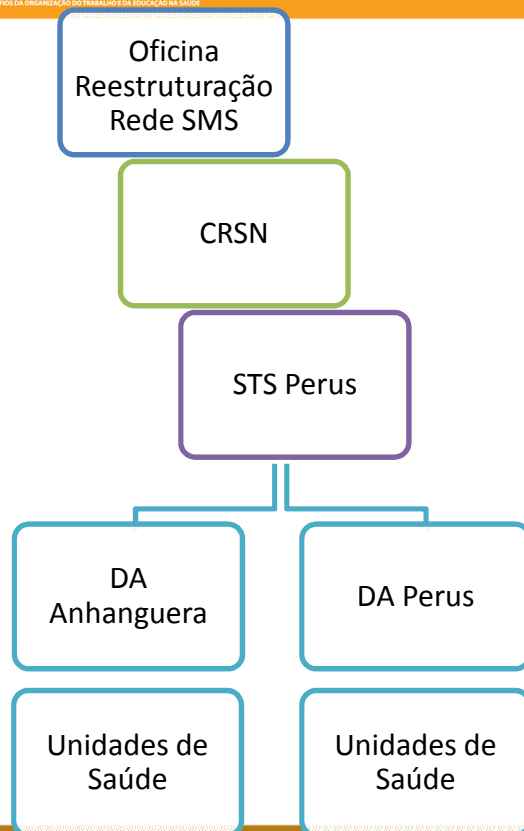 FIOS DA ORGANIZAÇÃO DO TRABALHO E DA EDUCAÇÃO NA SAÚDE
Oficina
Reestruturação
Rede SMS
CRSN
STS Perus
DA
Anhanguera
DA Perus
Unidades de
Saúde
Unidades de
Saúde